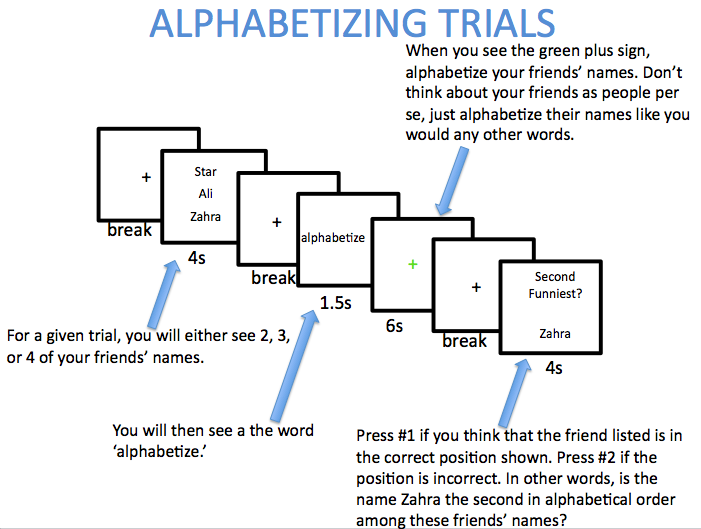 ALPHABETIZING TRIALS
When you see the green plus sign,
alphabetize your friends’ names. Don’t
think about your friends as people per
se, just alphabetize their names like you
would any other words.
+
break
Star
Ali
Zahra
4s
+
break
alphabetize
1.5s
+
6s
+
break
Second
Funniest?
Zahra
4s
For a given trial, you will either see 2, 3,
or 4 of your friends’ names.
You will then see a the word
‘alphabetize.’
Press #1 if you think that the friend listed is in
the correct position shown. Press #2 if the
position is incorrect. In other words, is the
name Zahra the second in alphabetical order
among these friends’ names?